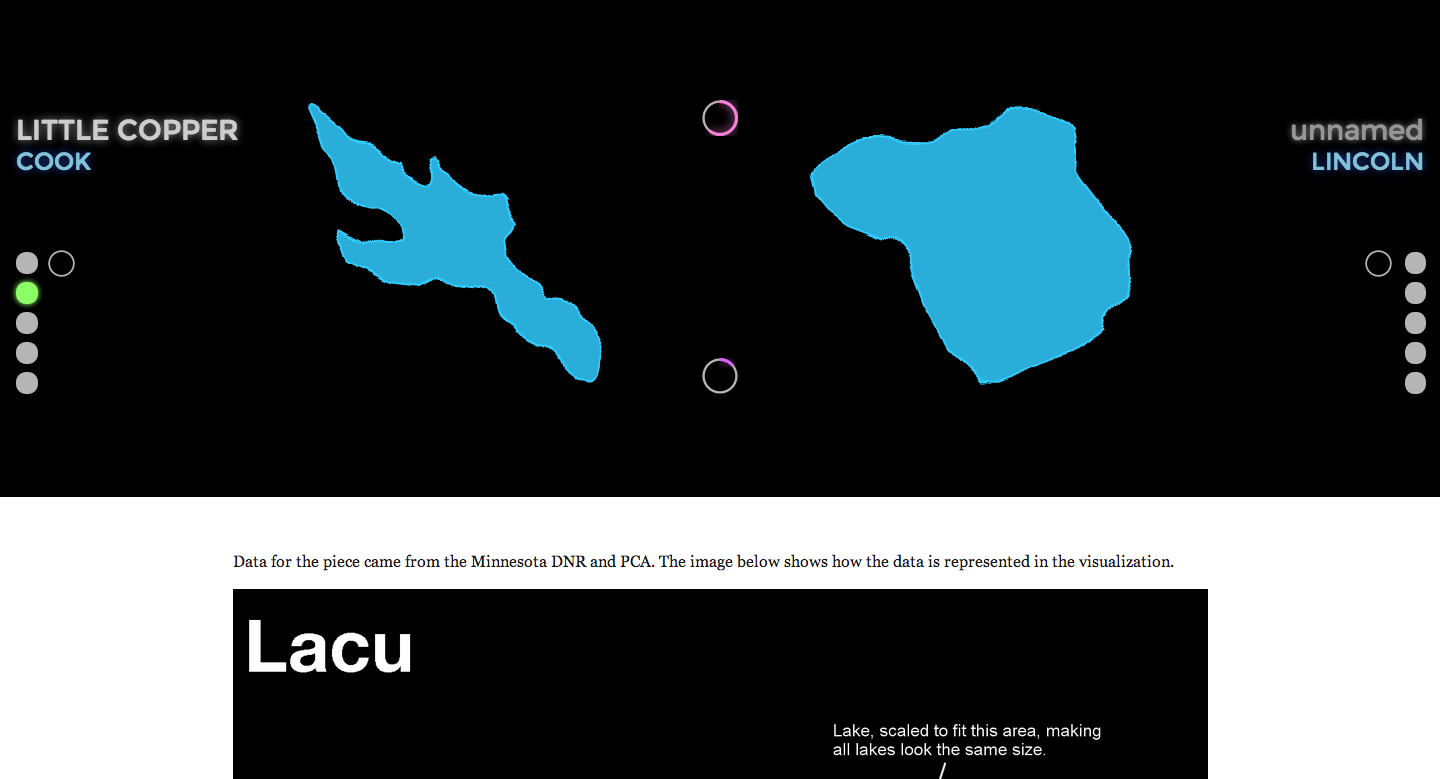 LITTLE COPPER
COOK
unnamed
LINCOLN
Data for the piece came from the Minnesota DNR and PCA. The image below shows how the data is represented in the visualization.
Lacu
Lake, scaled to fit this area, making
all lakes look the same size.